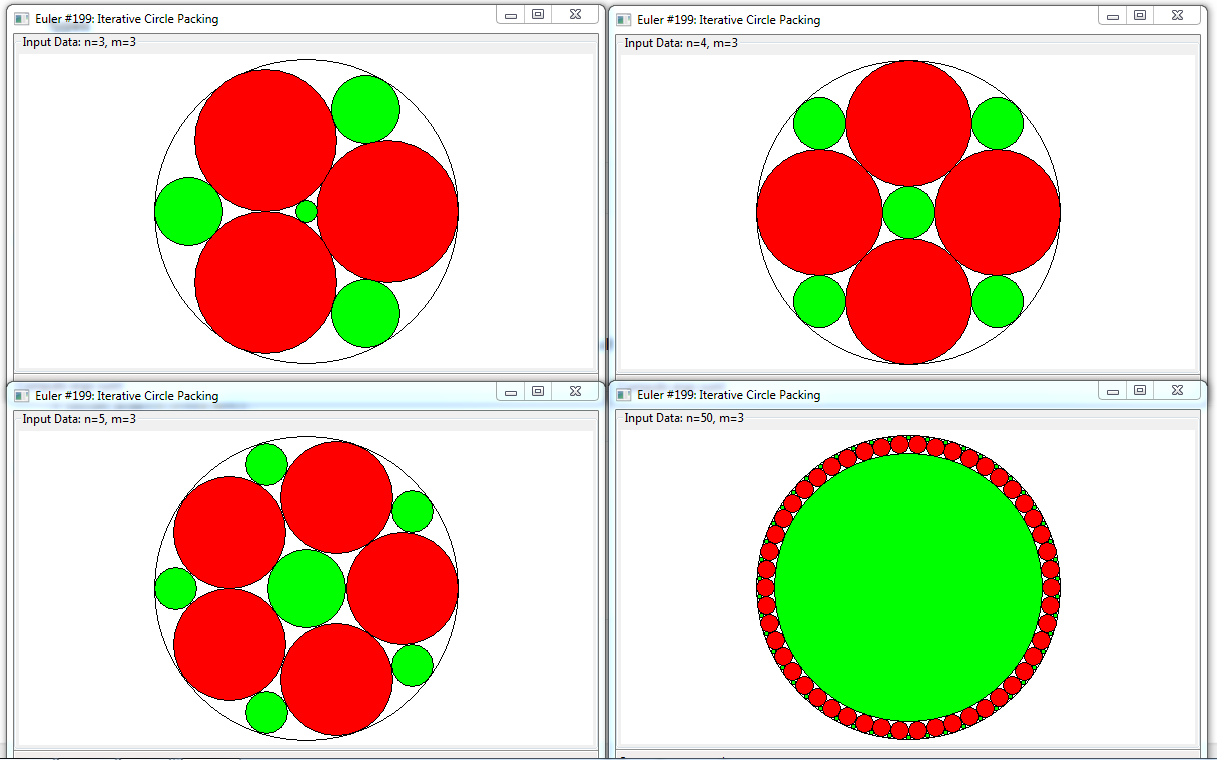 Euler #199: Iterative Circle Packing
Input Data: n=3, m=3
Euler #199: Iterative Circle Packing
Input Data: n=4, m=3
Euler #199: Iterative Circle Packing
Input Data: n=5, m=3
Euler #199: Iterative Circle Packing
Input Data: n=50, m=3